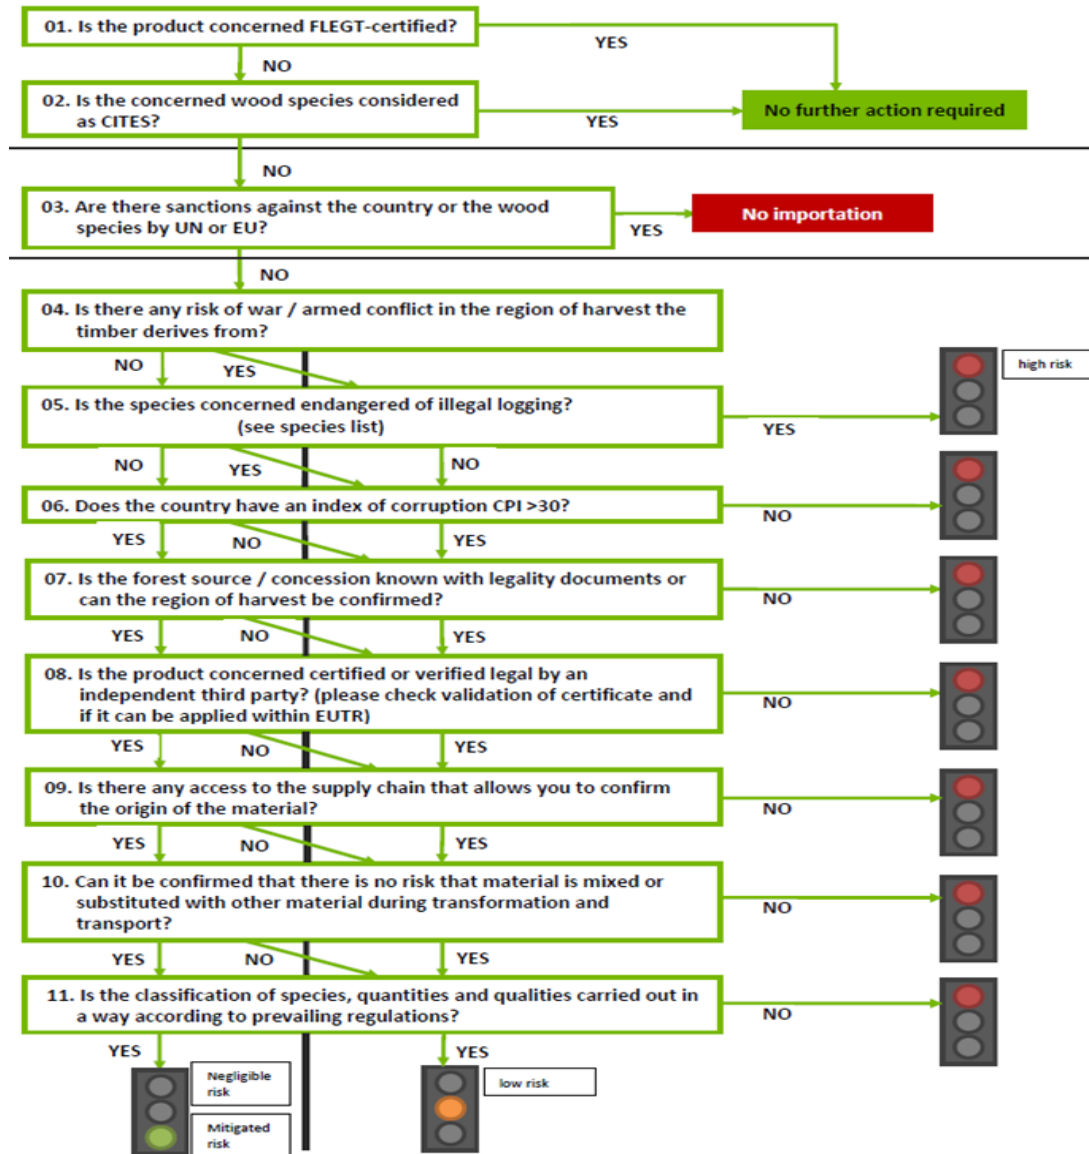 01. Is the product concerned FLEGT-certified?
YES
NO
02. Is the concerned wood species considered
as CITES?
YES
No further action required
NO
03. Are there sanctions against the country or the wood
species by UN or EU?
YES
No importation
NO
04. Is there any risk of war / armed conflict in the region of harvest the
timber derives from?
NO
YES
high risk
05. Is the species concerned endangered of illegal logging?
(see species list)
YES
NO
YES
NO
06. Does the country have an index of corruption CPI >30?
NO
YES
NO
YES
07. Is the forest source / concession known with legality documents or
can the region of harvest be confirmed?
NO
YES
NO
YES
08. Is the product concerned certified or verified legal by an
independent third party? (please check validation of certificate and
if it can be applied within EUTR)
NO
YES
NO
YES
09. Is there any access to the supply chain that allows you to confirm
the origin of the material?
NO
YES
NO
YES
10. Can it be confirmed that there is no risk that material is mixed or
substituted with other material during transformation and
transport?
NO
YES
NO
YES
11. Is the classification of species, quantities and qualities carried out in
a way according to prevailing regulations?
NO
YES
YES
Negligible
risk
low risk
Mitigated
risk